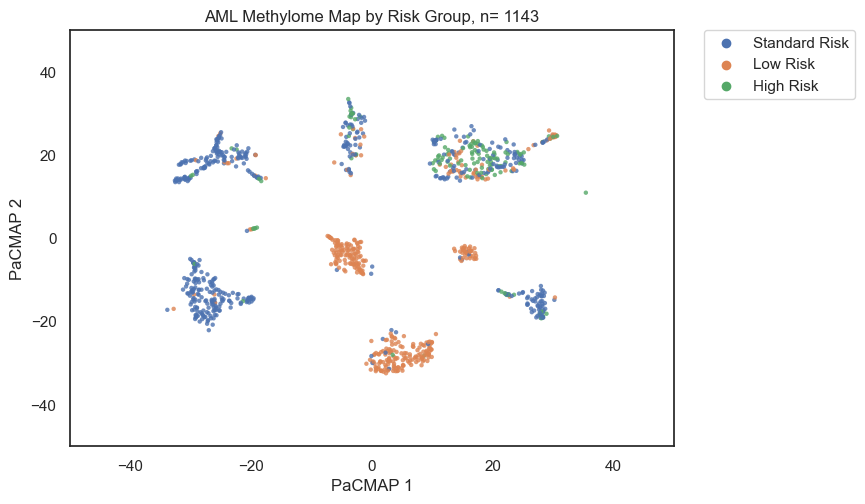 AML Methylome Map by Risk Group, n= 1143
Standard Risk
Low Risk
High Risk
40
20
0
−20
−40
PaCMAP 2
−40
−20
0
20
40
PaCMAP 1